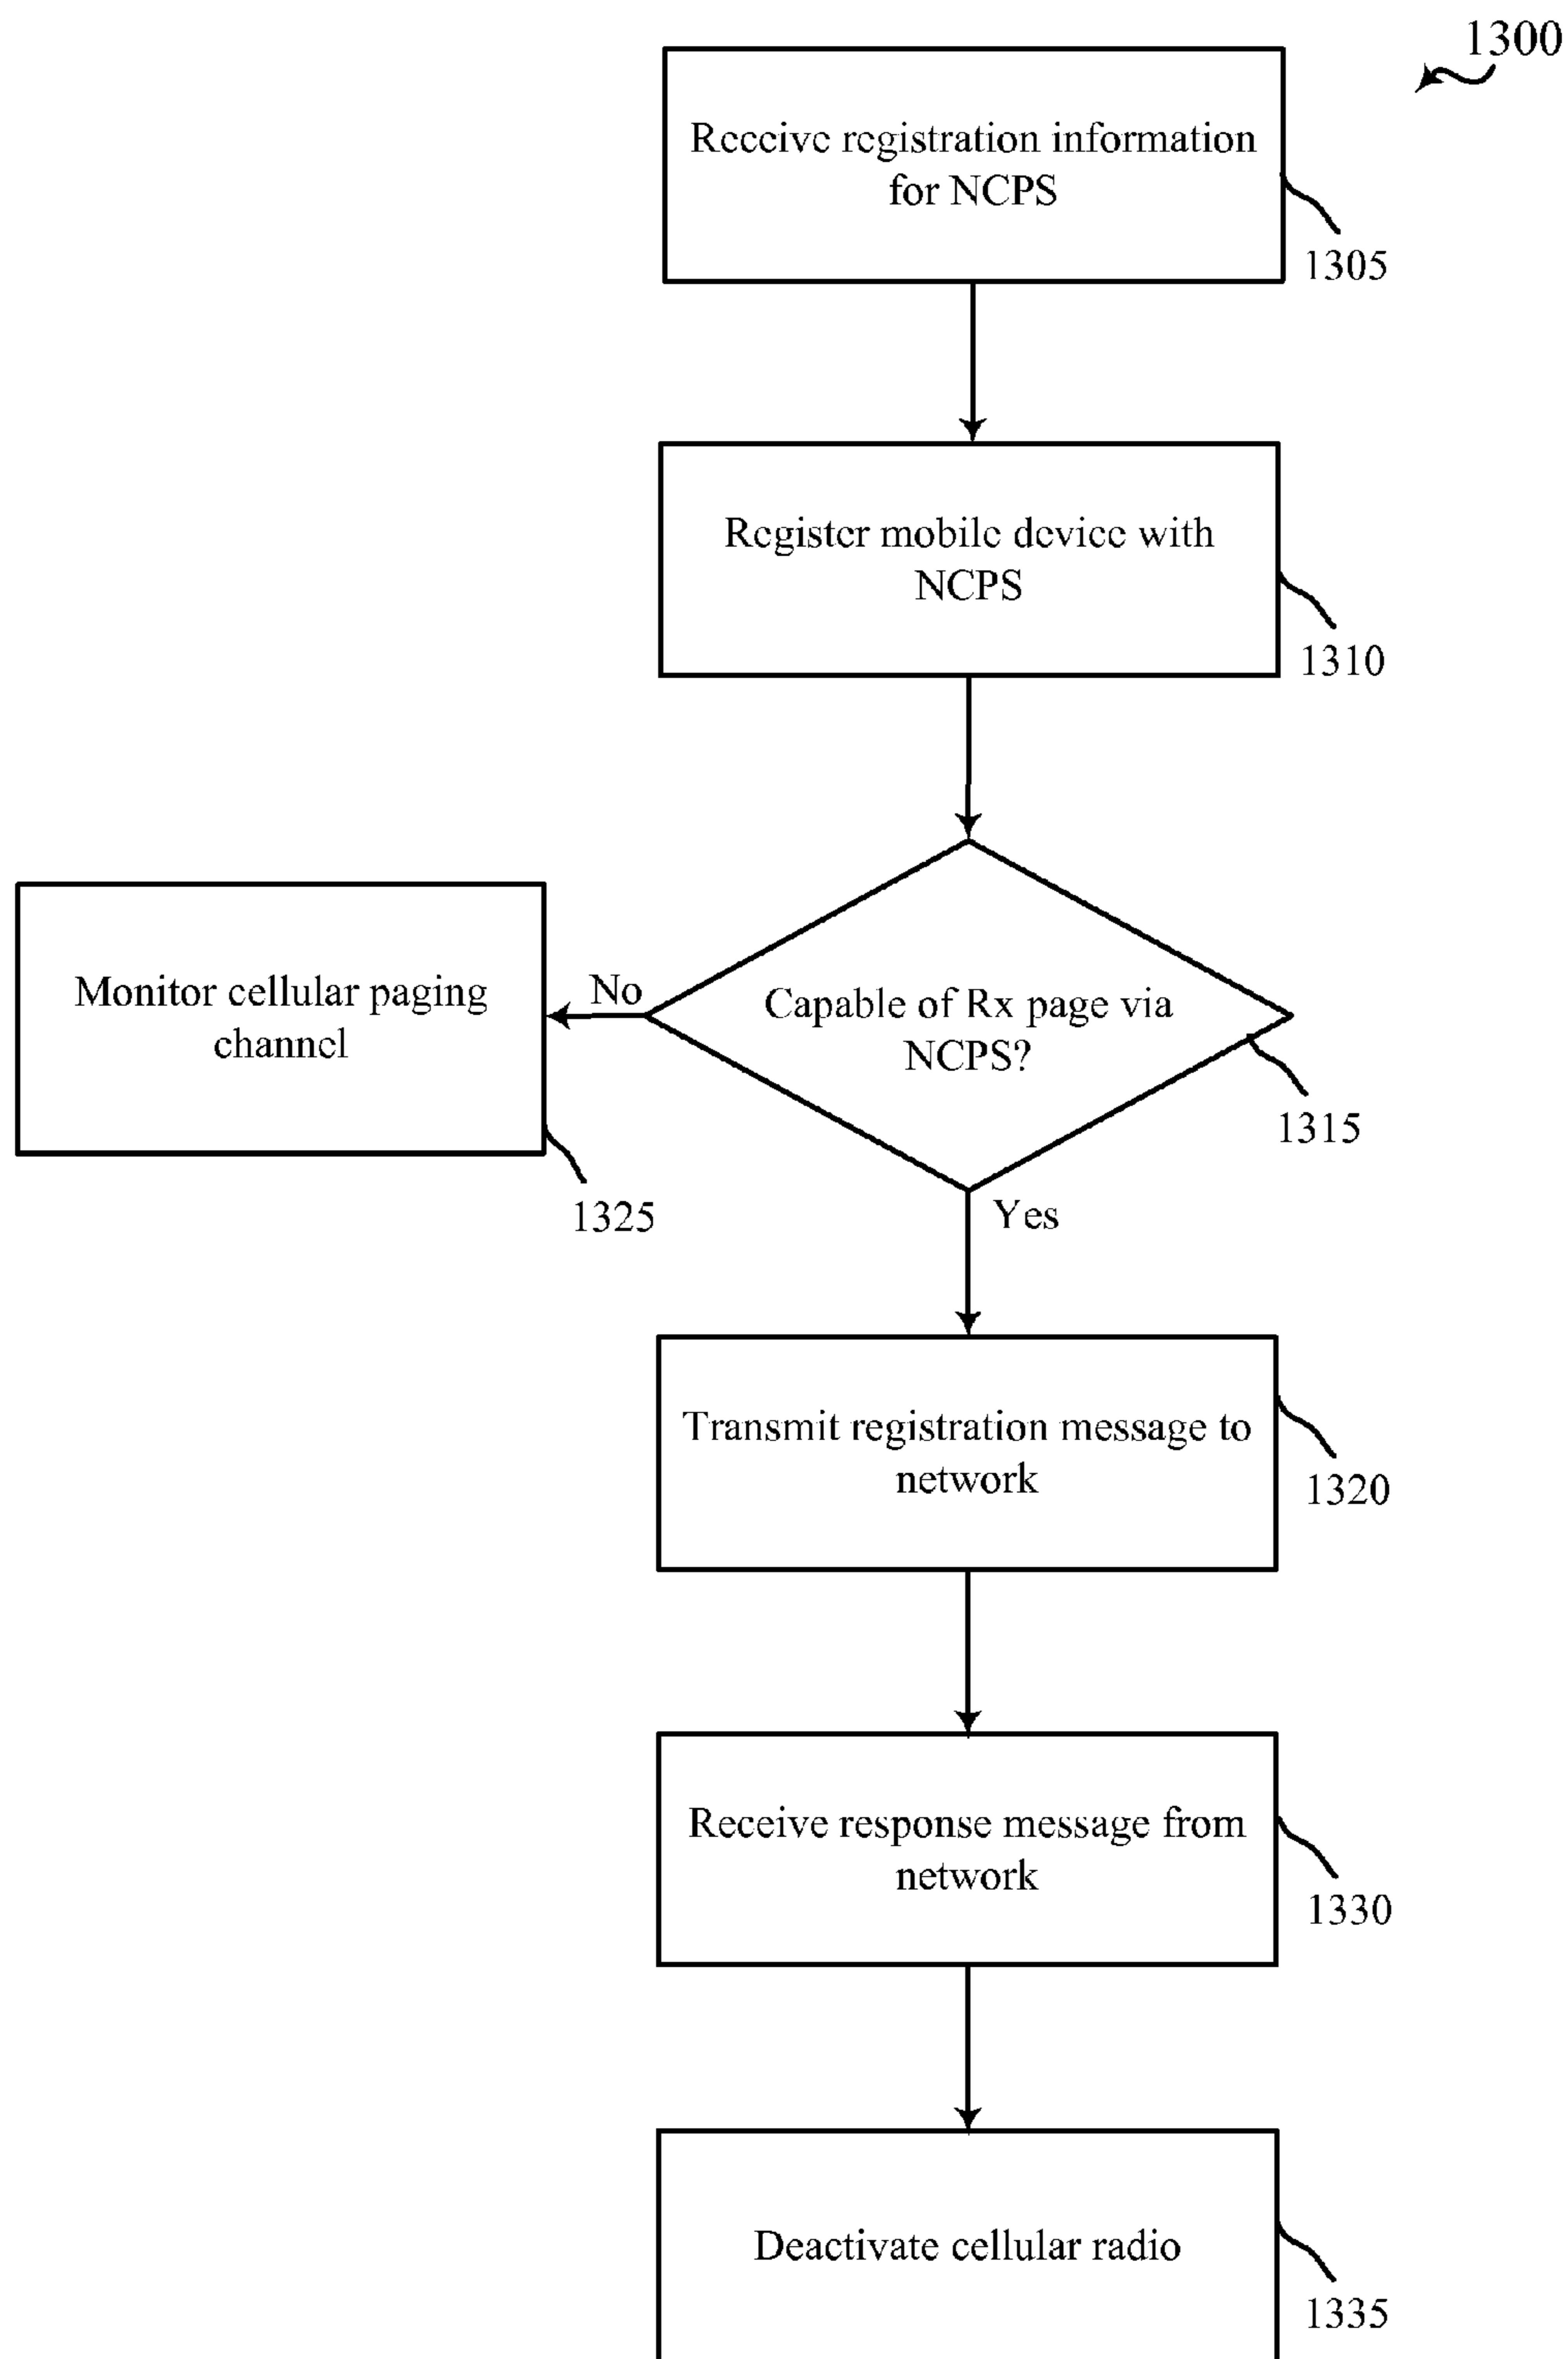 1300
Receive registration information
for NCPS
1305
Register mobile device with
NCPS
1310
Monitor cellular paging
channel
1325
No
Capable of Rx page via
NCPS?
1315
Yes
Transmit registration message to
network
1320
Receive response message from
network
1330
Deactivate cellular radio
1335